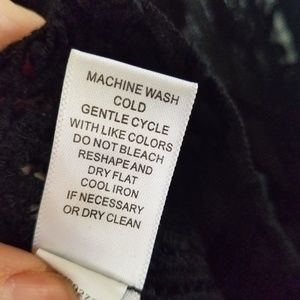 MACHINE WASH
COLD
GENTLE CYCLE
WITH LIKE COLORS
DO NOT BLEACH
RESHAPE AND
DRY FLAT
COOL IRON
IF NECESSARY
OR DRY CLEAN